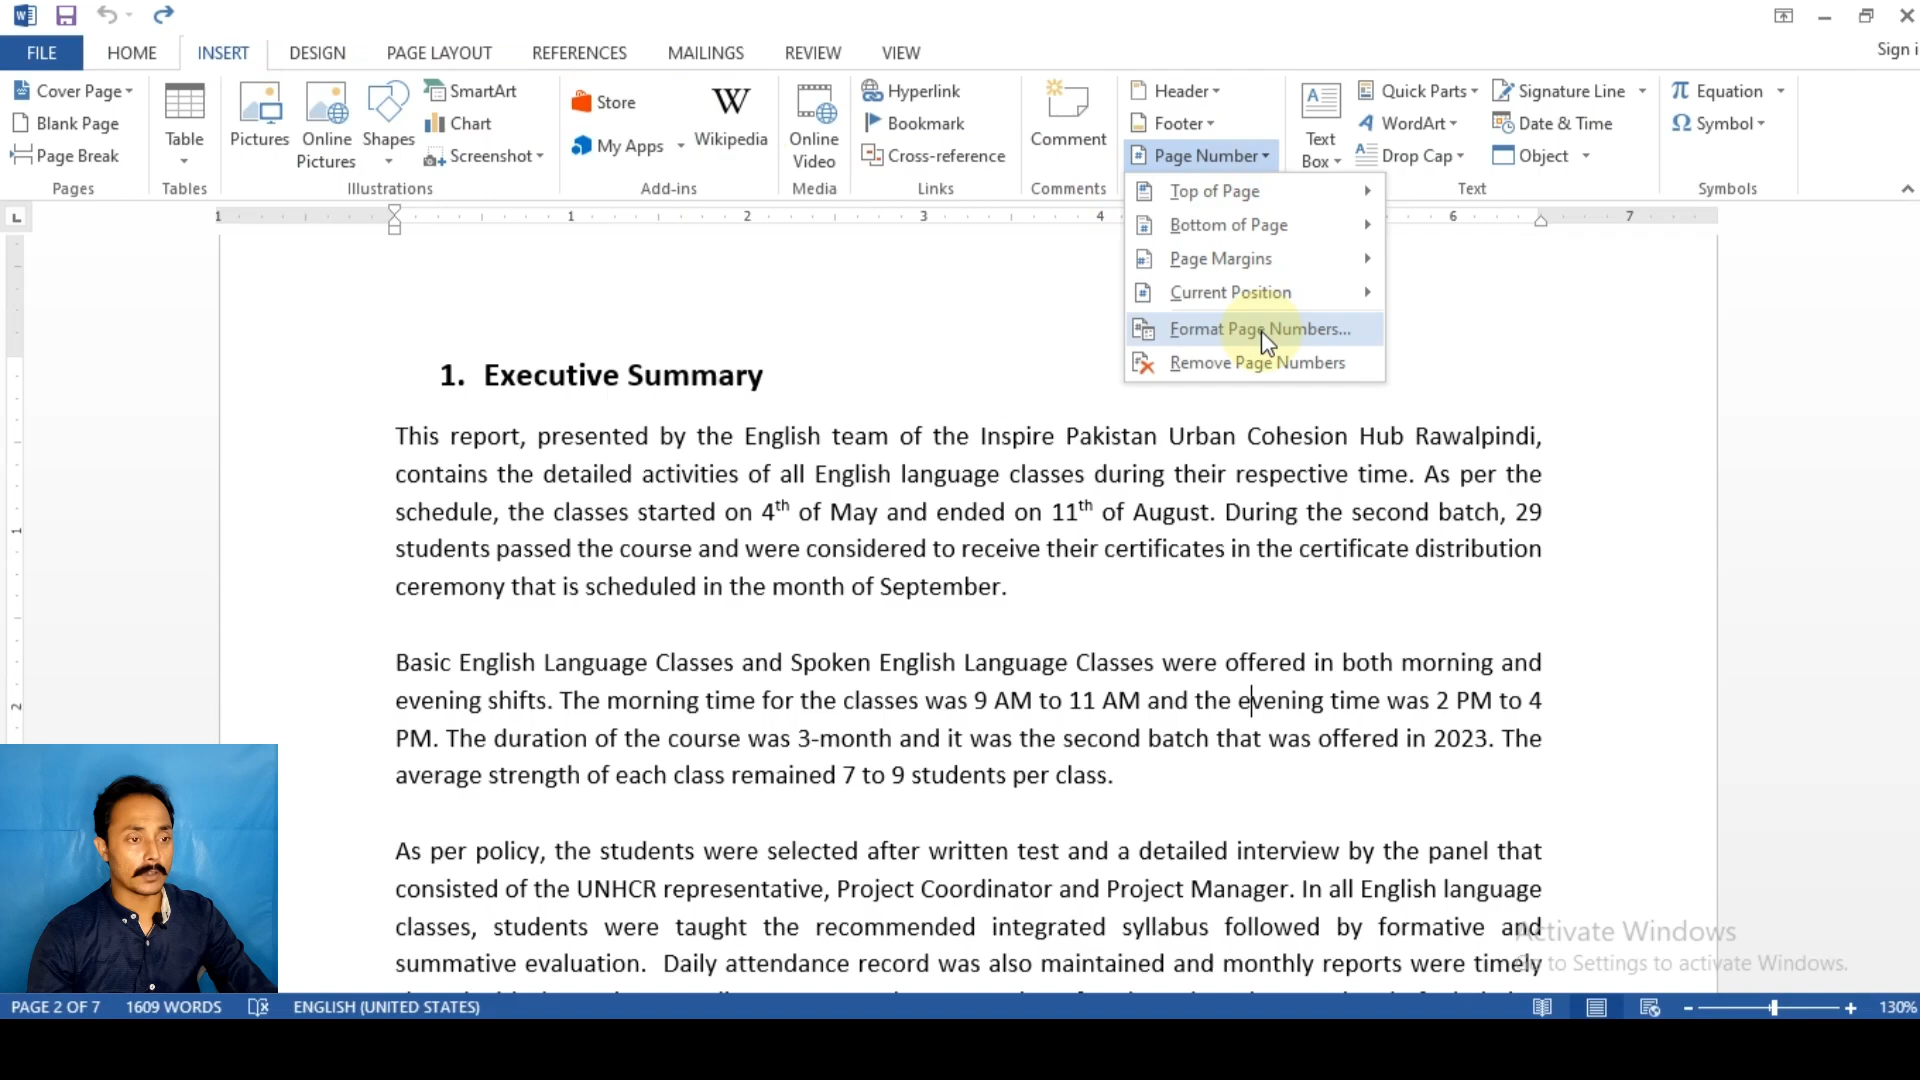 FILE HOME INSERT DESIGN PAGE LAYOUT REFERENCES MAILINGS REVIEW VIEW
Cover Page
Blank Page
Page Break
Pages
Table
Tables
Pictures
Online Pictures
Shapes
SmartArt
Chart
Screenshot
Illustrations
Store
My Apps
W
Wikipedia
Add-ins
Online Video
Media
Hyperlink
Bookmark
Cross-reference
Links
Comment
Comments
Header
Footer
Page Number
Top of Page
Bottom of Page
Page Margins
Current Position
Format Page Numbers...
Remove Page Numbers
Text Box
Quick Parts
WordArt
Drop Cap
Signature Line
Date & Time
Object
Text
Equation
Symbol
Symbols
1 1 2 3 4 6 7
1
2
1. Executive Summary
This report, presented by the English team of the Inspire Pakistan Urban Cohesion Hub Rawalpindi,
contains the detailed activities of all English language classes during their respective time. As per the
schedule, the classes started on 4th of May and ended on 11th of August. During the second batch, 29
students passed the course and were considered to receive their certificates in the certificate distribution
ceremony that is scheduled in the month of September.
Basic English Language Classes and Spoken English Language Classes were offered in both morning and
evening shifts. The morning time for the classes was 9 AM to 11 AM and the evening time was 2 PM to 4
PM. The duration of the course was 3-month and it was the second batch that was offered in 2023. The
average strength of each class remained 7 to 9 students per class.
As per policy, the students were selected after written test and a detailed interview by the panel that
consisted of the UNHCR representative, Project Coordinator and Project Manager. In all English language
classes, students were taught the recommended integrated syllabus followed by formative and
summative evaluation. Daily attendance record was also maintained and monthly reports were timely
Activate Windows
to Settings to activate Windows.
PAGE 2 OF 7 1609 WORDS ENGLISH (UNITED STATES) 130%